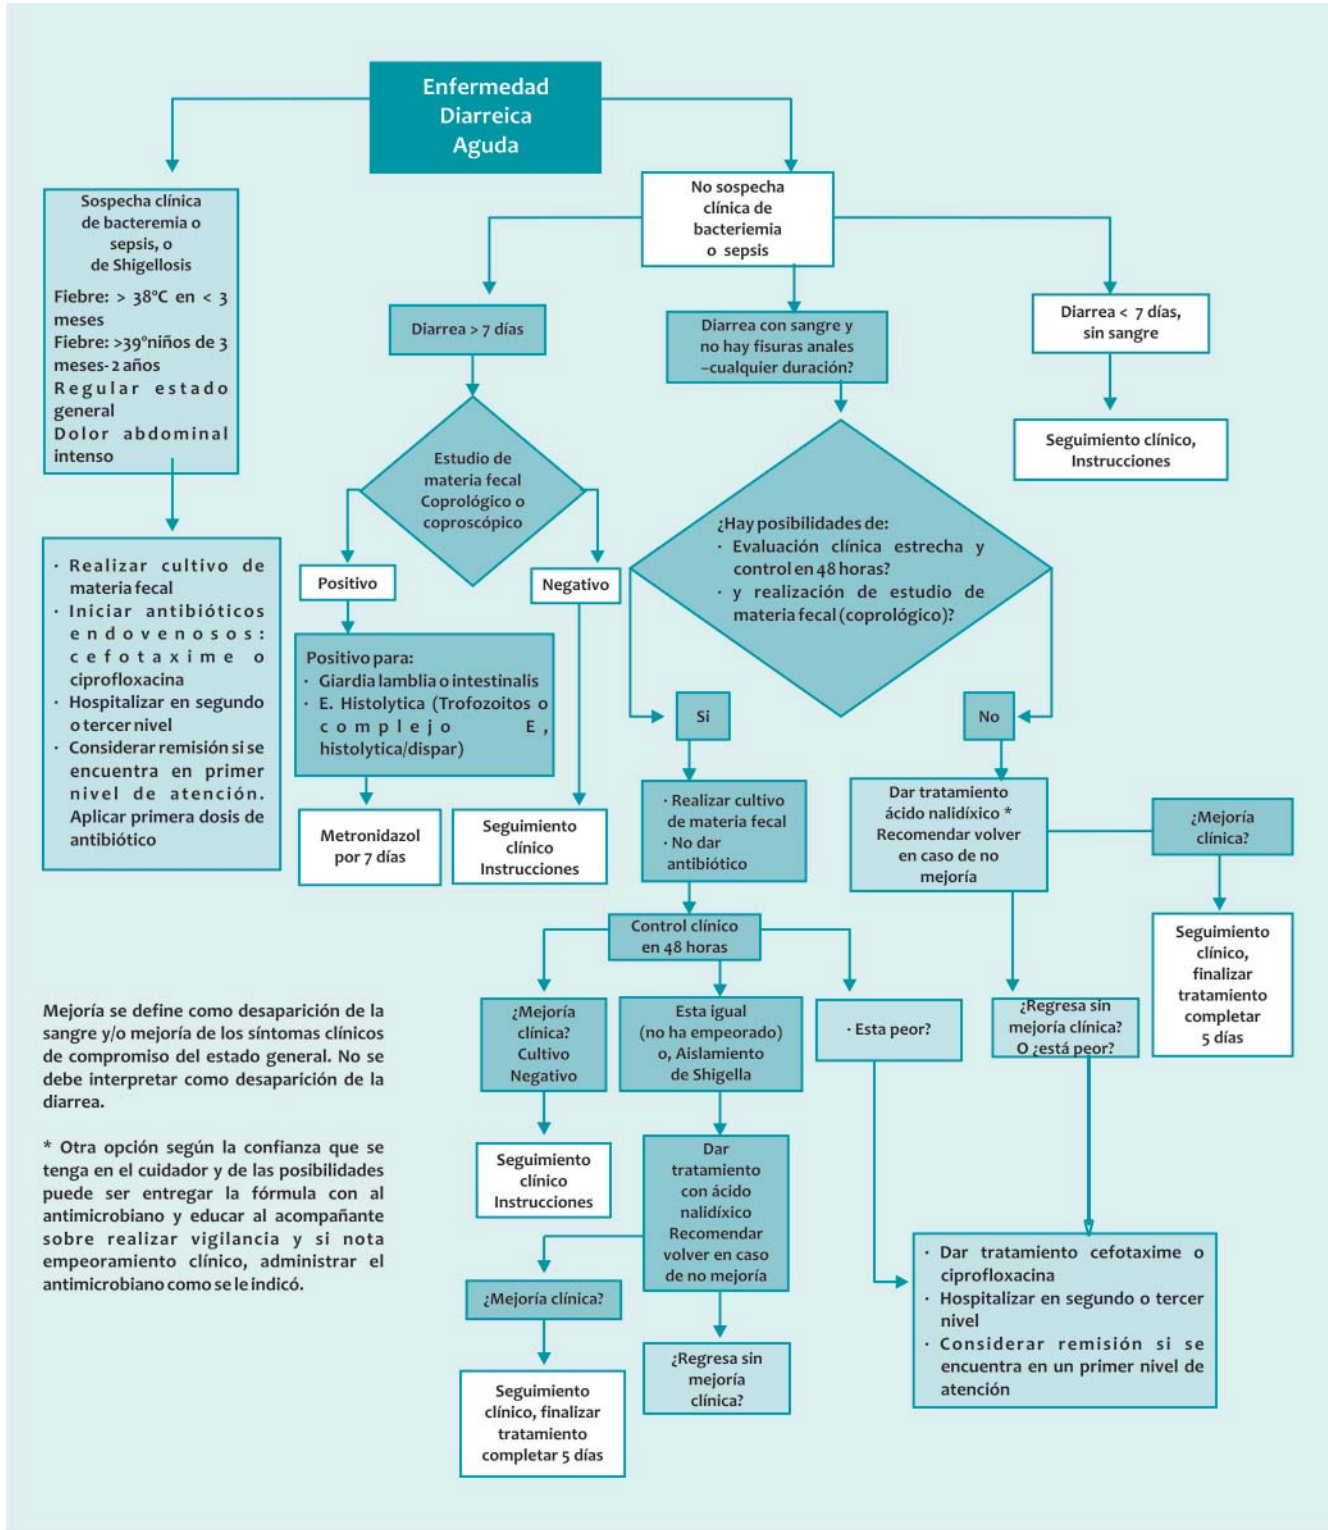 Enfermedad
Diarreica
Aguda
Sospecha clínica
de bacteremia o
sepsis, o
de Shigellosis
Fiebre: > 38°C en < 3
meses
Fiebre: >39°niños de 3
meses- 2 años
Regular estado
general
Dolor abdominal
intenso
· Realizar cultivo de
materia fecal
· Iniciar antibióticos
endovenosos:
cefotaxime o
ciprofloxacina
· Hospitalizar en segundo
o tercer nivel
· Considerar remisión si se
encuentra en primer
nivel de atención.
Aplicar primera dosis de
antibiótico
No sospecha
clínica de
bacteriemia
o sepsis
Diarrea > 7 días
Estudio de
materia fecal
Coprológico o
coproscópico
Positivo
Negativo
Positivo para:
· Giardia lamblia o intestinalis
· E. Histolytica (Trofozoitos o
complejo E,
histolytica/dispar)
Metronidazol
por 7 días
Seguimiento
clínico
Instrucciones
Diarrea con sangre y
no hay fisuras anales
–cualquier duración?
¿Hay posibilidades de:
· Evaluación clínica estrecha y
control en 48 horas?
· y realización de estudio de
materia fecal (coprológico)?
Si
No
Diarrea < 7 días,
sin sangre
Seguimiento clínico,
Instrucciones
· Realizar cultivo
de materia fecal
· No dar
antibiótico
Control clínico
en 48 horas
¿Mejoría
clínica?
Cultivo
Negativo
Seguimiento
clínico
Instrucciones
Esta igual
(no ha empeorado)
o, Aislamiento
de Shigella
Dar
tratamiento
con ácido
nalidíxico
Recomendar
volver en caso
de no mejoría
¿Mejoría clínica?
Seguimiento
clínico, finalizar
tratamiento
completar 5 días
¿Regresa sin
mejoría
clínica?
· Esta peor?
Dar tratamiento
ácido nalidíxico *
Recomendar volver
en caso de no
mejoría
¿Mejoría
clínica?
Seguimiento
clínico,
finalizar
tratamiento
completar
5 días
¿Regresa sin
mejoría clínica?
O ¿está peor?
· Dar tratamiento cefotaxime o
ciprofloxacina
· Hospitalizar en segundo o tercer
nivel
· Considerar remisión si se
encuentra en un primer nivel de
atención
Mejoría se define como desaparición de la
sangre y/o mejoría de los síntomas clínicos
de compromiso del estado general. No se
debe interpretar como desaparición de la
diarrea.
* Otra opción según la confianza que se
tenga en el cuidador y de las posibilidades
puede ser entregar la fórmula con al
antimicrobiano y educar al acompañante
sobre realizar vigilancia y si nota
empeoramiento clínico, administrar el
antimicrobiano como se le indicó.